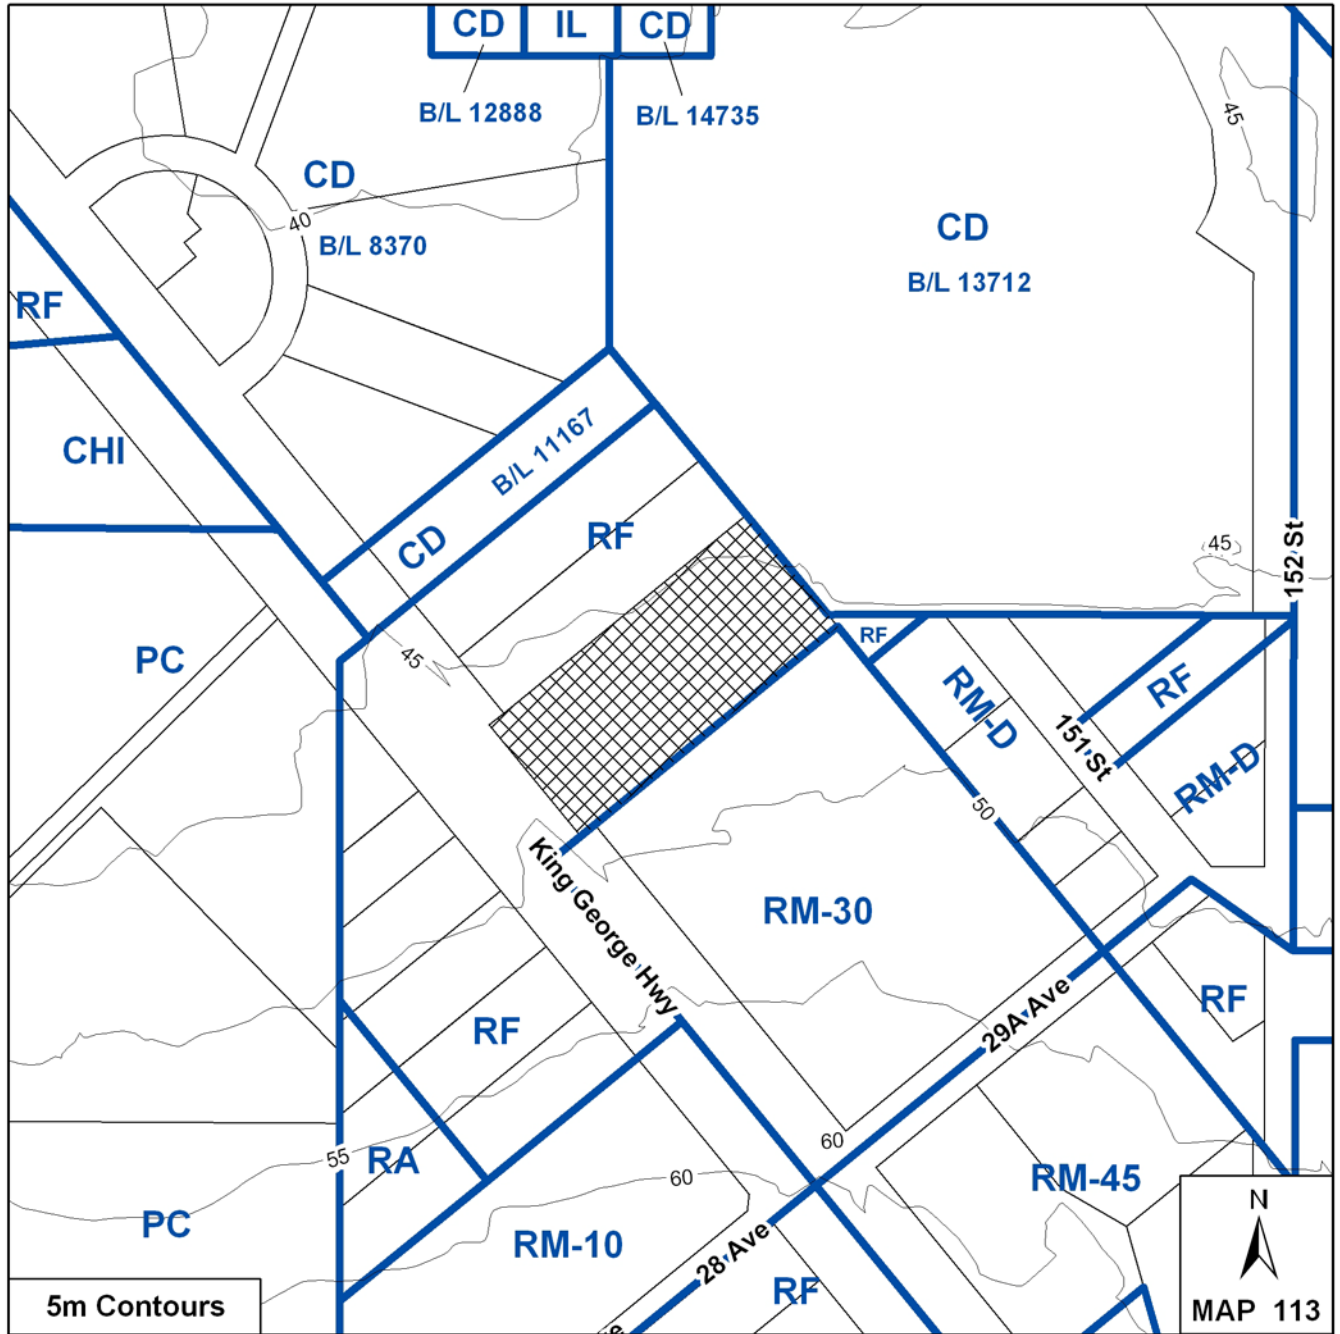 CD
IL
CD
B/L 12888
B/L 14735
45
CD
40
B/L 8370
CD
B/L 13712
RF
CHI
B/L 11167
CD
RF
45
152 St
PC
45
RF
RM-D
RF
151 St
RM-D
50
King George Hwy
RM-30
RF
29A Ave
RF
55
RA
60
60
RM-45
PC
RM-10
28 Ave
RF
N
5m Contours
MAP 113